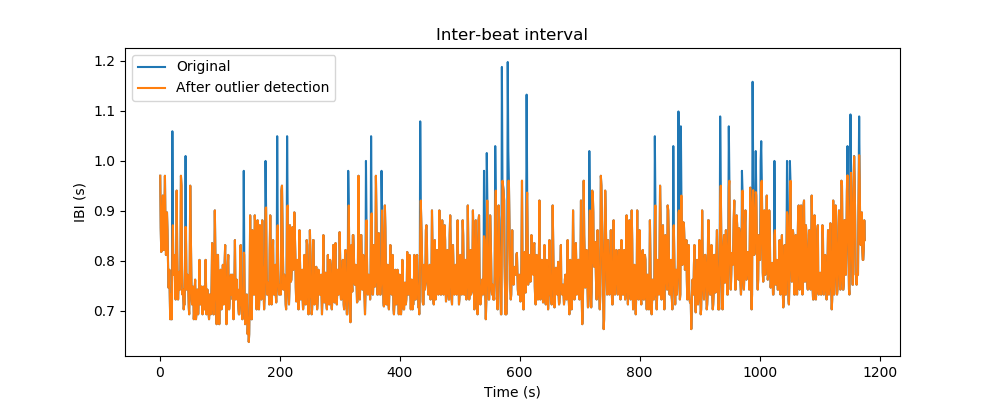 Inter-beat interval
Original
After outlier detection
IBI (s)
1.2
1.1
1.0
0.9
0.8
0.7
0
200
400
600
800
1000
1200
Time (s)